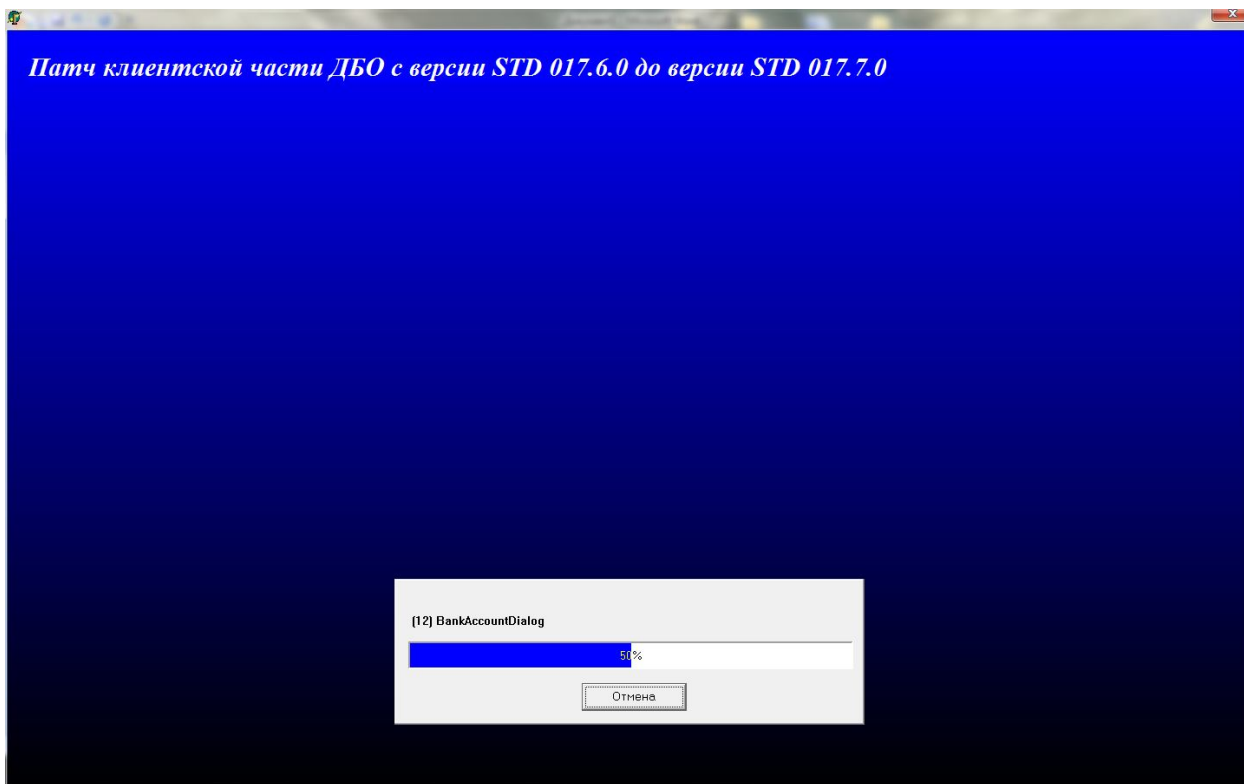 Патч клиентской части ДБО с версии STD 017.6.0 до версии STD 017.7.0
(12) BankAccountDialog
50%
Отмена